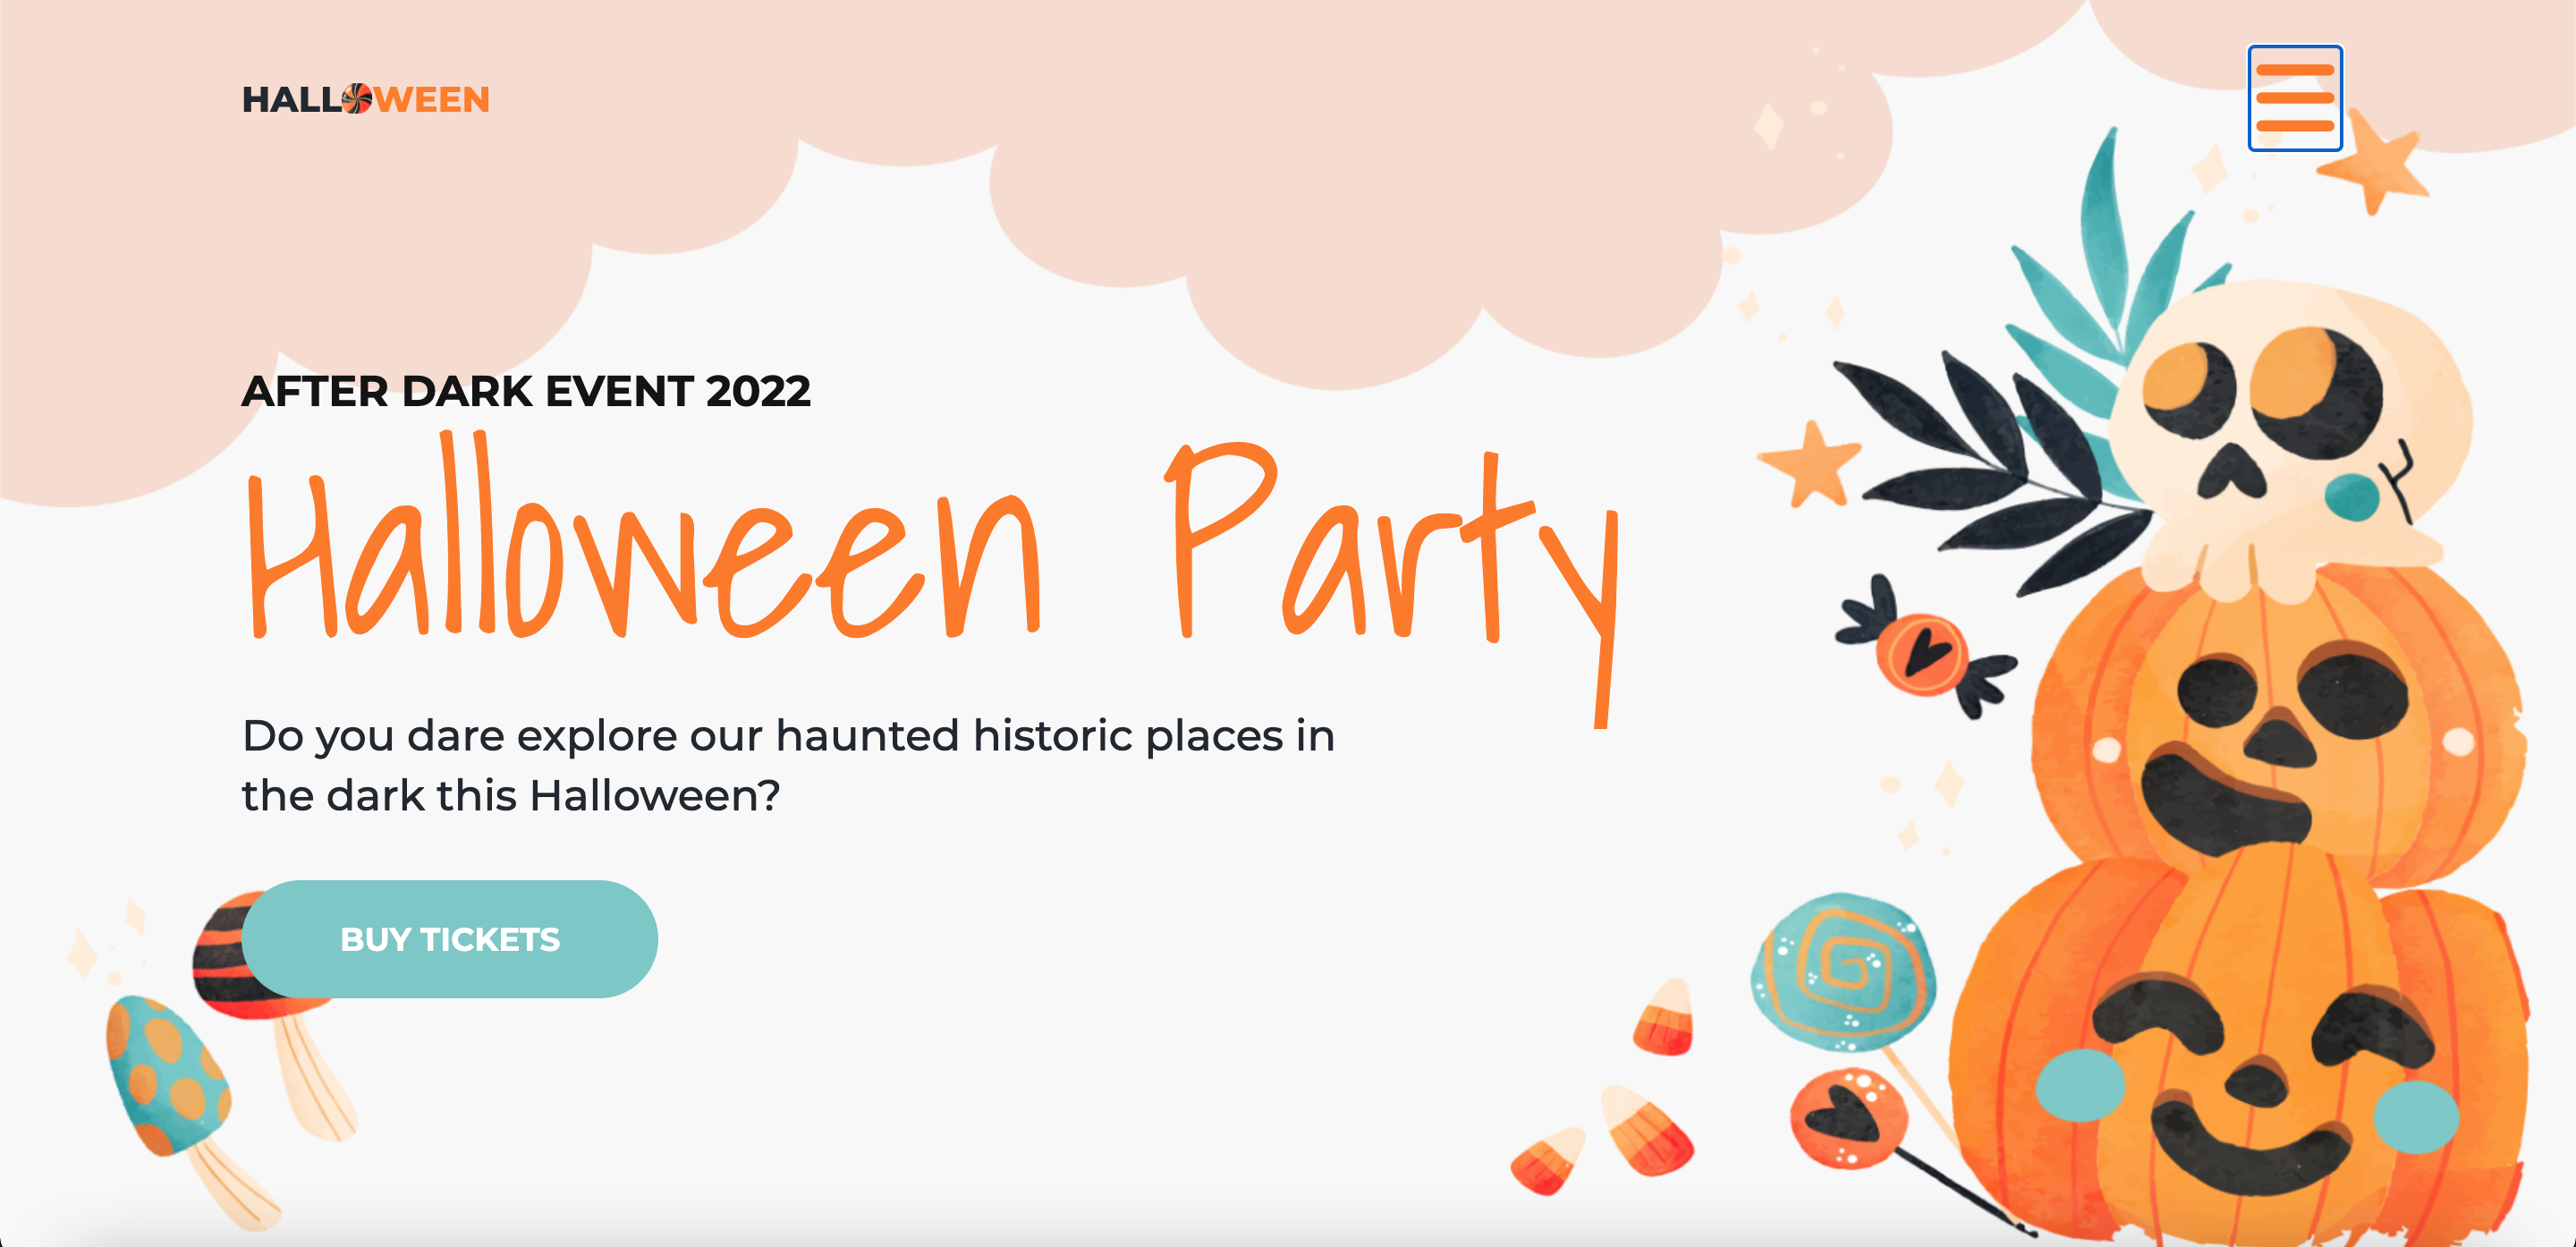 HALLOWEEN
AFTER DARK EVENT 2022
Halloween Party
Do you dare explore our haunted historic places in
the dark this Halloween?
BUY TICKETS